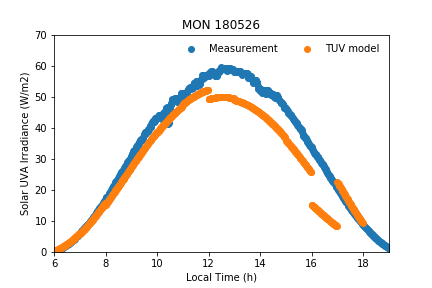 MON 180526
Measurement TUV model
Solar UVA Irradiance (W/m2)
70
60
50
40
30
20
10
0
6 8 10 12 14 16 18
Local Time (h)